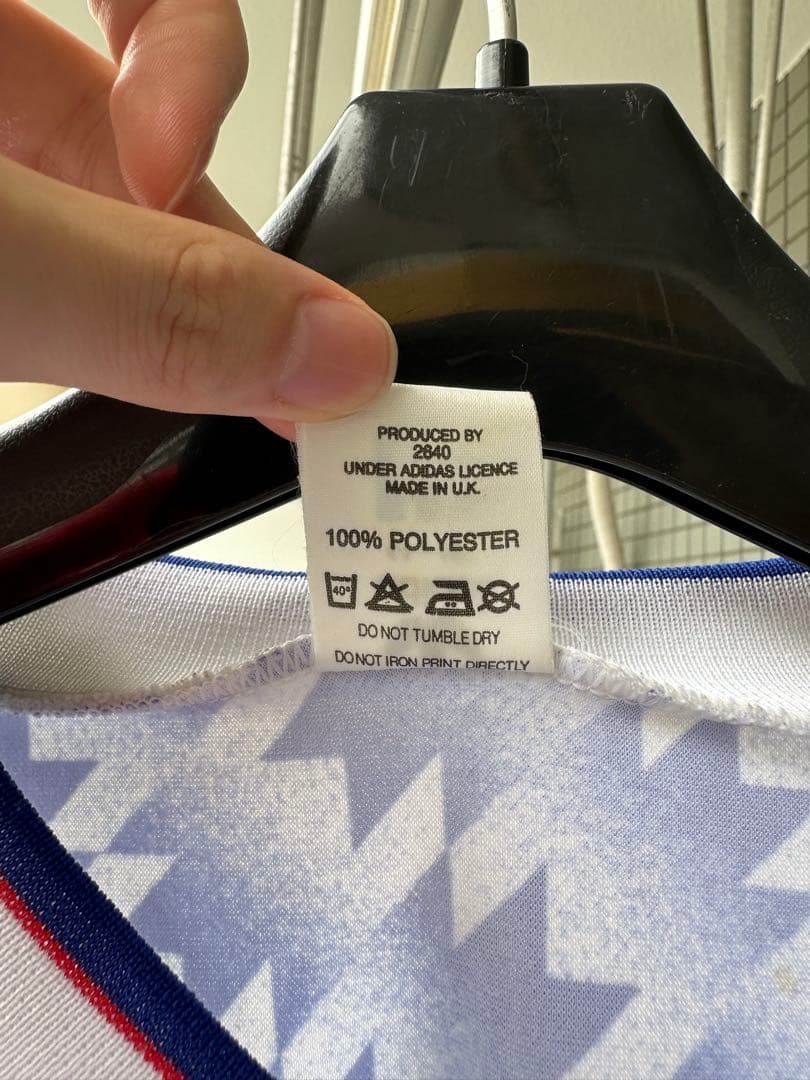 PRODUCED BY
2640
UNDER ADIDAS LICENCE
MADE IN U.K.
100% POLYESTER
40°
DO NOT TUMBLE DRY
DO NOT IRON PRINT DIRECTLY